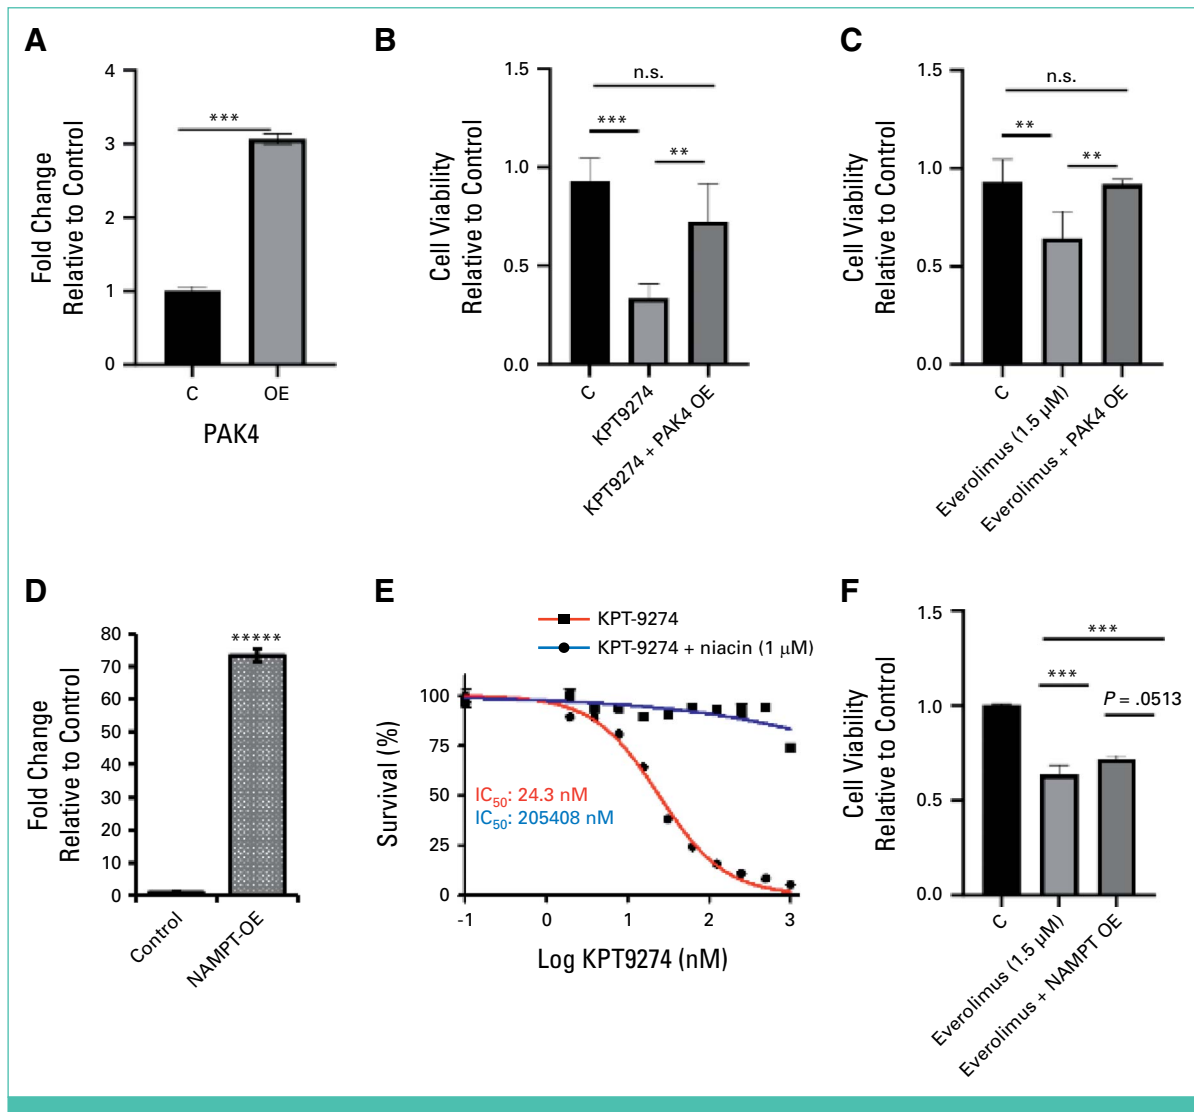 A
4
3
2
1
0
Fold Change
Relative to Control
***
C
OE
PAK4
B
1.5
1.0
0.5
0.0
Cell Viability
Relative to Control
n.s.
***
**
C
KPT9274
KPT9274 + PAK4 OE
C
1.5
1.0
0.5
0.0
Cell Viability
Relative to Control
n.s.
**
**
C
Everolimus (1.5 μM)
Everolimus + PAK4 OE
D
80
70
60
50
40
30
20
10
0
Fold Change
Relative to Control
*****
Control
NAMPT-OE
E
KPT-9274
KPT-9274 + niacin (1 μM)
100
75
50
25
0
Survival (%)
IC50: 24.3 nM
IC50: 205408 nM
-1
0
1
2
3
Log KPT9274 (nM)
F
1.5
1.0
0.5
0.0
Cell Viability
Relative to Control
***
***
P = .0513
C
Everolimus (1.5 μM)
Everolimus + NAMPT OE